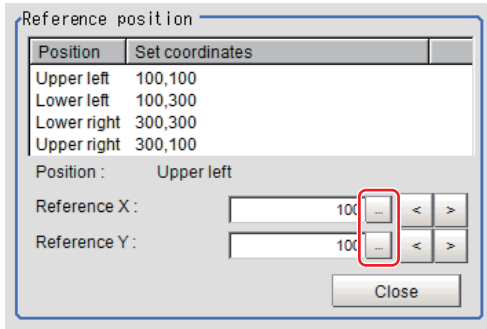 Reference position
Position Set coordinates
Upper left 100,100
Lower left 100,300
Lower right 300,300
Upper right 300,100
Position : Upper left
Reference X : 100 ... < >
Reference Y : 100 ... < >
Close